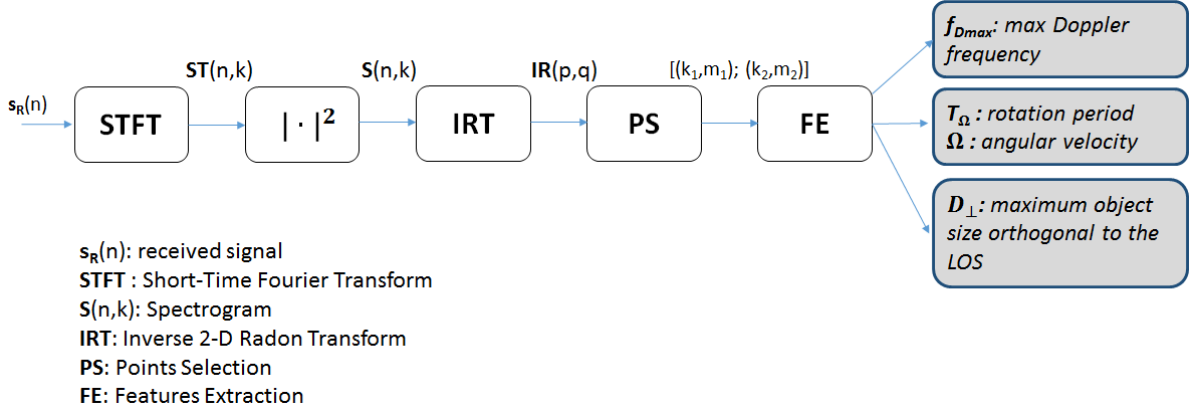 s_R(n)
STFT
ST(n,k)
| · |²
S(n,k)
IRT
IR(p,q)
PS
[(k₁,m₁); (k₂,m₂)]
FE
f_Dmax: max Doppler
frequency
T_Ω : rotation period
Ω : angular velocity
D_⊥: maximum object
size orthogonal to the
LOS
s_R(n): received signal
STFT : Short-Time Fourier Transform
S(n,k): Spectrogram
IRT: Inverse 2-D Radon Transform
PS: Points Selection
FE: Features Extraction